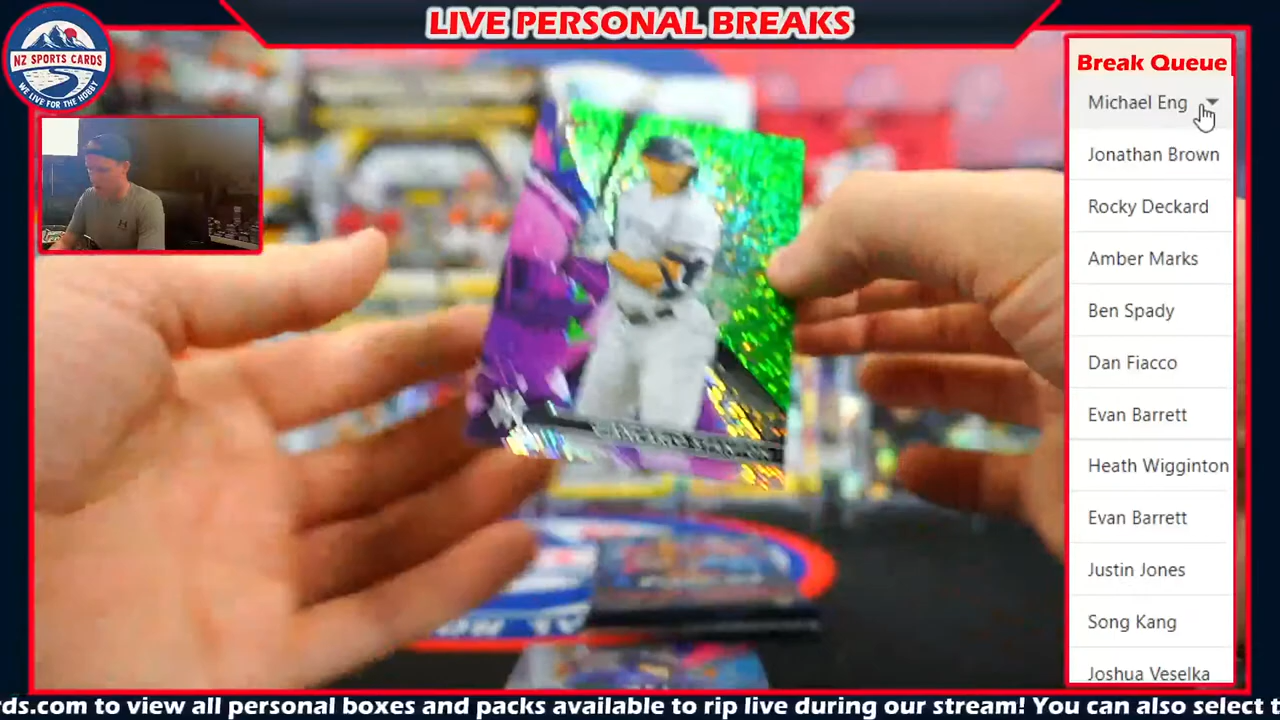 LIVE PERSONAL BREAKS
NZ SPORTS CARDS
WE LIVE FOR THE HOBBY
Break Queue
Michael Eng
Jonathan Brown
Rocky Deckard
Amber Marks
Ben Spady
Dan Fiacco
Evan Barrett
Heath Wigginton
Evan Barrett
Justin Jones
Song Kang
Joshua Veselka
ds.com to view all personal boxes and packs available to rip live during our stream! You can also select t